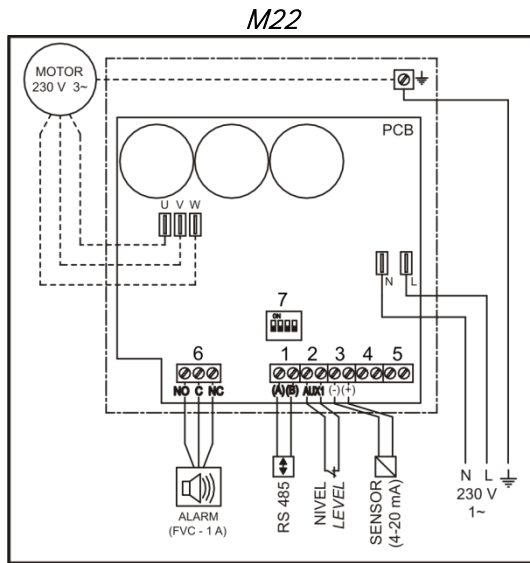 M22
MOTOR
230 V 3~
PCB
U V W
N L
7
ON
6 1 2 3 4 5
NO C NC (A) (B) AUX1 (-) (+)
ALARM
(FVC - 1 A)
RS 485
NIVEL
LEVEL
SENSOR
(4-20 mA)
N L
230 V
1~